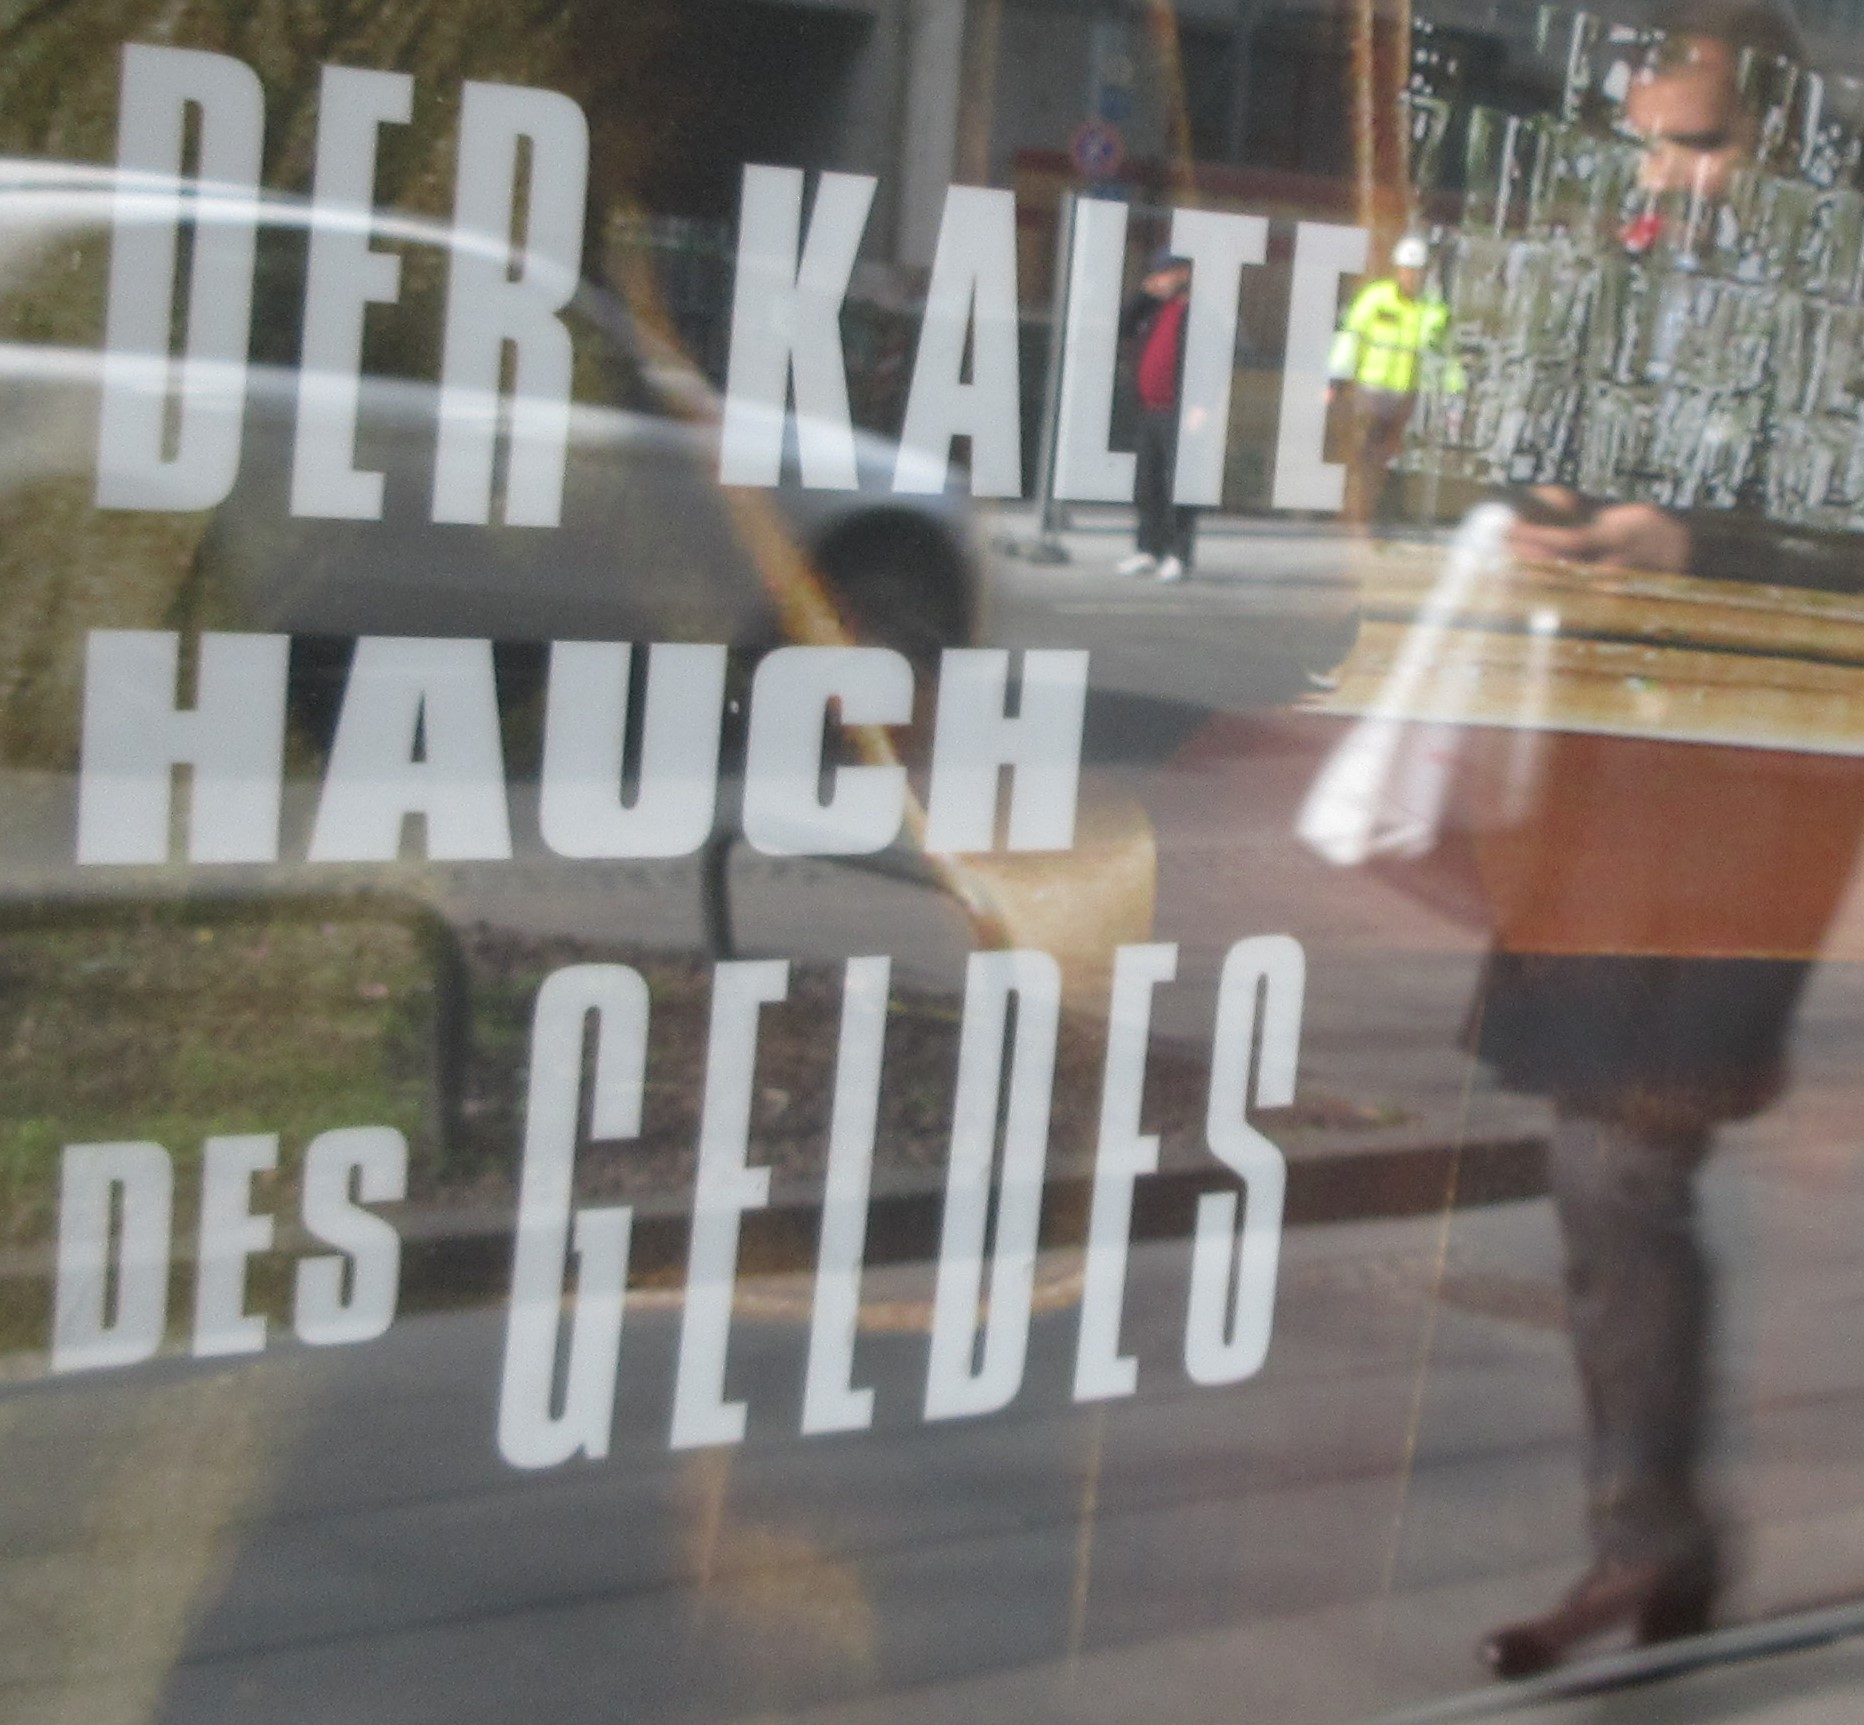 DER KALTE
HAUCH
DES GELDES